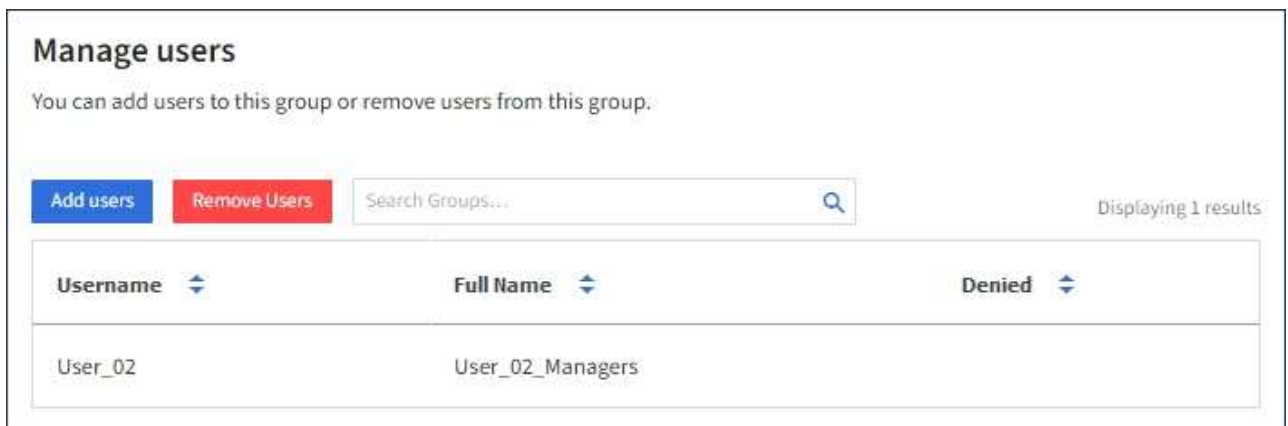 Manage users
You can add users to this group or remove users from this group.
Add users Remove Users Search Groups... Displaying 1 results
Username Full Name Denied
User_02 User_02_Managers